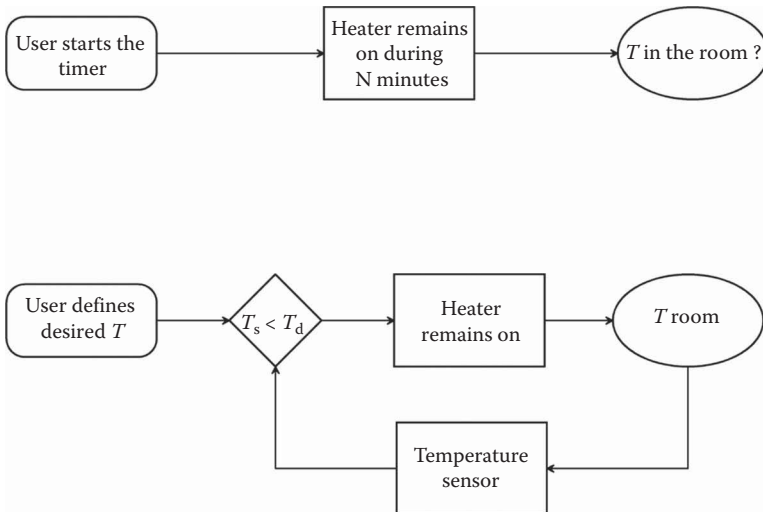 User starts the
timer
Heater remains
on during
N minutes
T in the room ?
User defines
desired T
Ts < Td
Heater
remains on
T room
Temperature
sensor